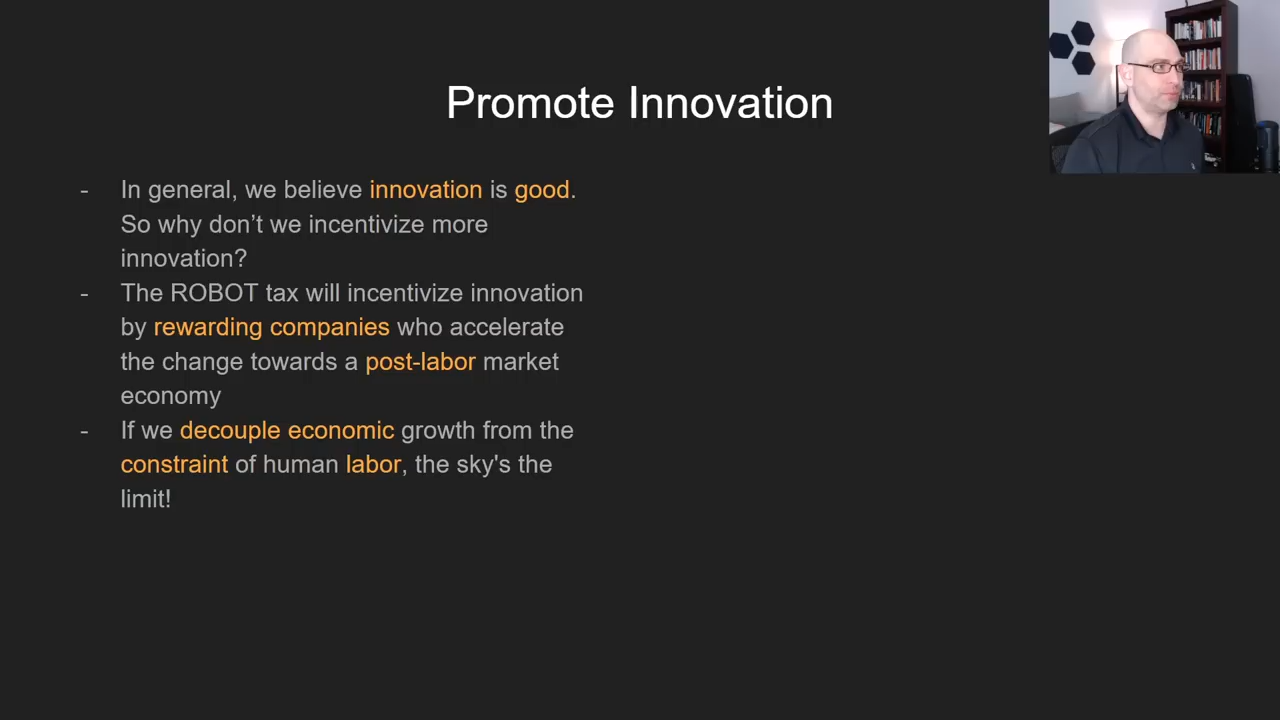 Promote Innovation
- In general, we believe innovation is good.
So why don’t we incentivize more
innovation?
- The ROBOT tax will incentivize innovation
by rewarding companies who accelerate
the change towards a post-labor market
economy
- If we decouple economic growth from the
constraint of human labor, the sky's the
limit!